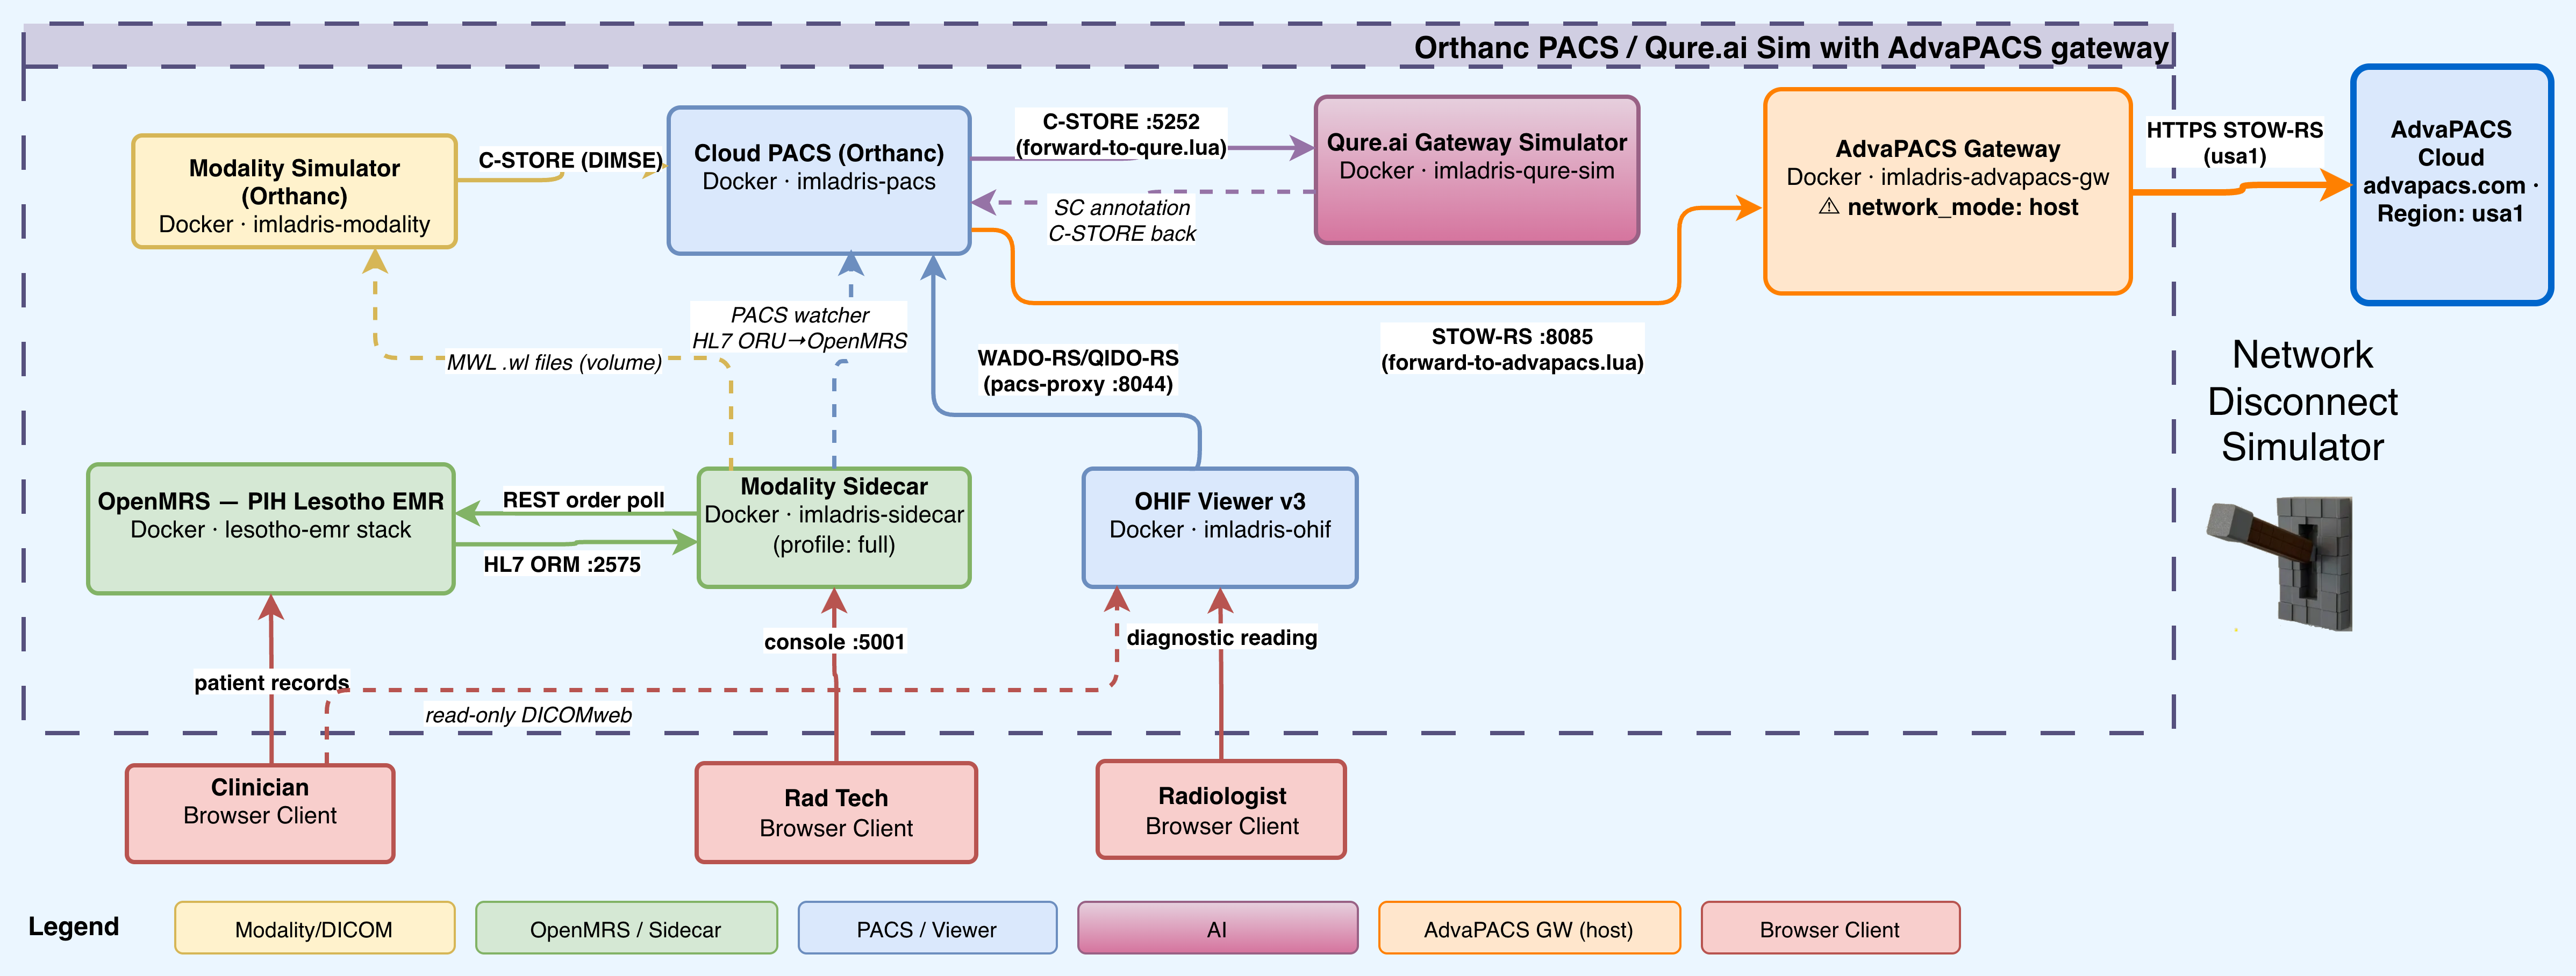 Orthanc PACS / Qure.ai Sim with AdvaPACS gateway
Modality Simulator
(Orthanc)
Docker · imladris-modality
C-STORE (DIMSE)
Cloud PACS (Orthanc)
Docker · imladris-pacs
C-STORE :5252
(forward-to-qure.lua)
SC annotation
C-STORE back
Qure.ai Gateway Simulator
Docker · imladris-qure-sim
AdvaPACS Gateway
Docker · imladris-advapacs-gw
⚠ network_mode: host
HTTPS STOW-RS
(usa1)
AdvaPACS
Cloud
advapacs.com ·
Region: usa1
PACS watcher
HL7 ORU→OpenMRS
MWL .wl files (volume)
WADO-RS/QIDO-RS
(pacs-proxy :8044)
STOW-RS :8085
(forward-to-advapacs.lua)
Network
Disconnect
Simulator
OpenMRS — PIH Lesotho EMR
Docker · lesotho-emr stack
REST order poll
HL7 ORM :2575
Modality Sidecar
Docker · imladris-sidecar
(profile: full)
OHIF Viewer v3
Docker · imladris-ohif
patient records
console :5001
diagnostic reading
read-only DICOMweb
Clinician
Browser Client
Rad Tech
Browser Client
Radiologist
Browser Client
Legend
Modality/DICOM
OpenMRS / Sidecar
PACS / Viewer
AI
AdvaPACS GW (host)
Browser Client